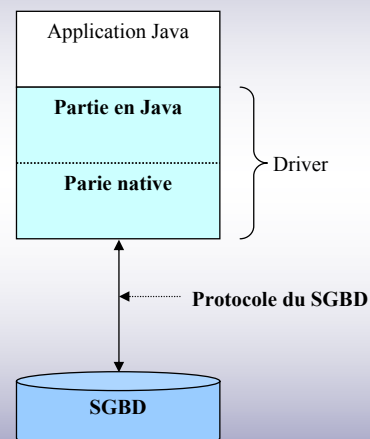 Application Java
Partie en Java
Parie native
Driver
Protocole du SGBD
SGBD